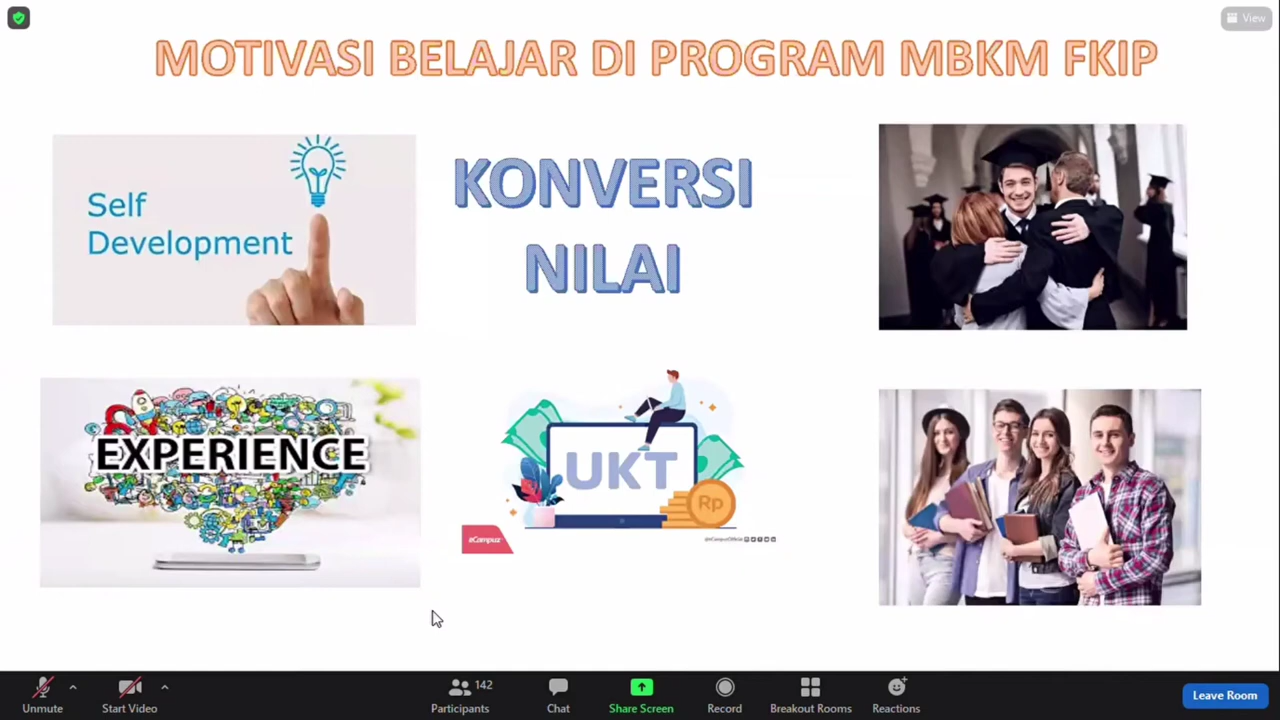 View
MOTIVASI BELAJAR DI PROGRAM MBKM FKIP
Self
Development
KONVERSI
NILAI
EXPERIENCE
UKT
Rp
eCampuz
Unmute
Start Video
Participants
142
Chat
Share Screen
Record
Breakout Rooms
Reactions
Leave Room